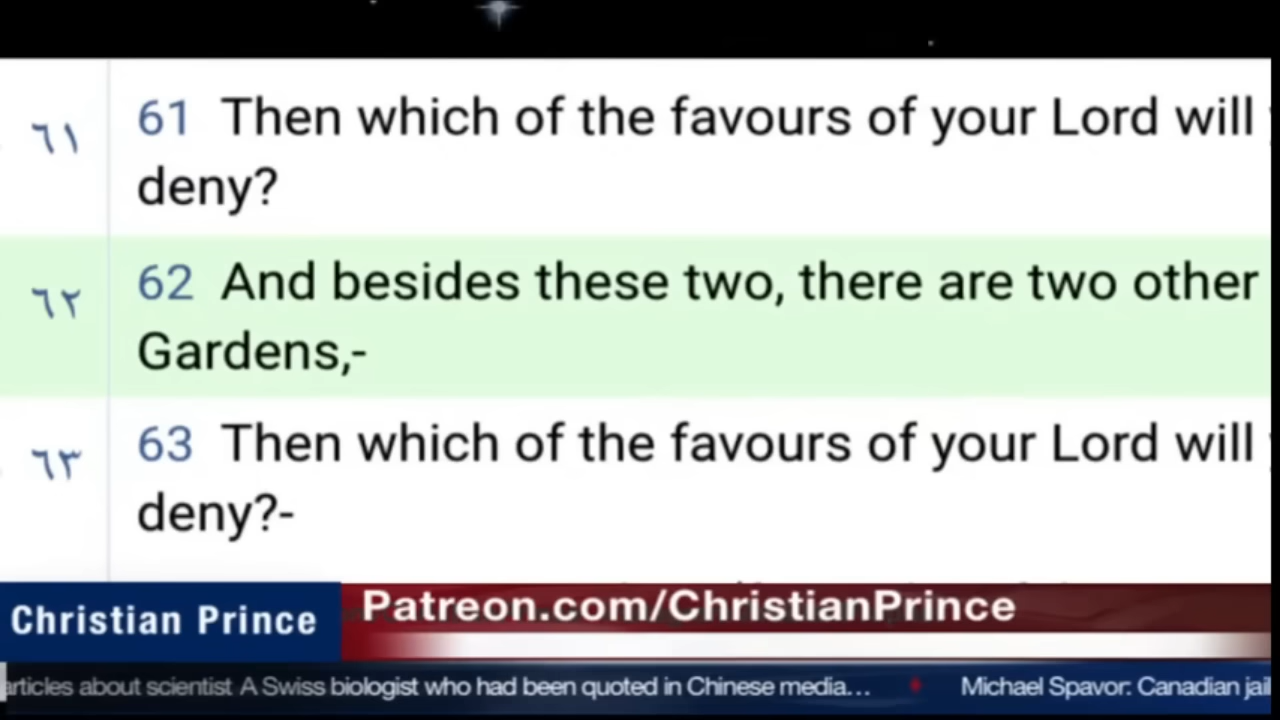 ٦١ 61 Then which of the favours of your Lord will
deny?
٦٢ 62 And besides these two, there are two other
Gardens,-
٦٣ 63 Then which of the favours of your Lord will
deny?-
Christian Prince Patreon.com/ChristianPrince
articles about scientist A Swiss biologist who had been quoted in Chinese media... Michael Spavor: Canadian jail